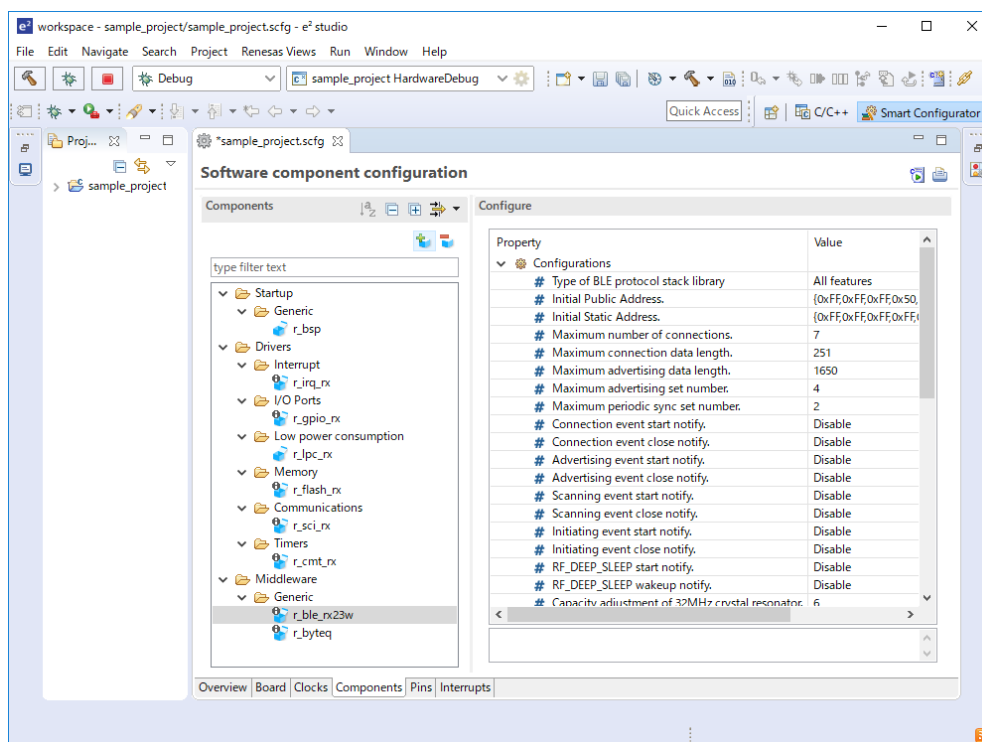 workspace - sample_project/sample_project.scfg - e² studio
File Edit Navigate Search Project Renesas Views Run Window Help
Debug sample_project HardwareDebug
Quick Access C/C++ Smart Configurator
Proj... *sample_project.scfg
sample_project
Software component configuration
Components
Configure
type filter text
Startup
Generic
r_bsp
Drivers
Interrupt
r_irq_rx
I/O Ports
r_gpio_rx
Low power consumption
r_lpc_rx
Memory
r_flash_rx
Communications
r_sci_rx
Timers
r_cmt_rx
Middleware
Generic
r_ble_rx23w
r_byteq
Property Value
Configurations
# Type of BLE protocol stack library All features
# Initial Public Address. {0xFF,0xFF,0xFF,0x50,
# Initial Static Address. {0xFF,0xFF,0xFF,0xFF,
# Maximum number of connections. 7
# Maximum connection data length. 251
# Maximum advertising data length. 1650
# Maximum advertising set number. 4
# Maximum periodic sync set number. 2
# Connection event start notify. Disable
# Connection event close notify. Disable
# Advertising event start notify. Disable
# Advertising event close notify. Disable
# Scanning event start notify. Disable
# Scanning event close notify. Disable
# Initiating event start notify. Disable
# Initiating event close notify. Disable
# RF_DEEP_SLEEP start notify. Disable
# RF_DEEP_SLEEP wakeup notify. Disable
# Capacity adjustment of 32MHz crystal resonator. 6
Overview Board Clocks Components Pins Interrupts